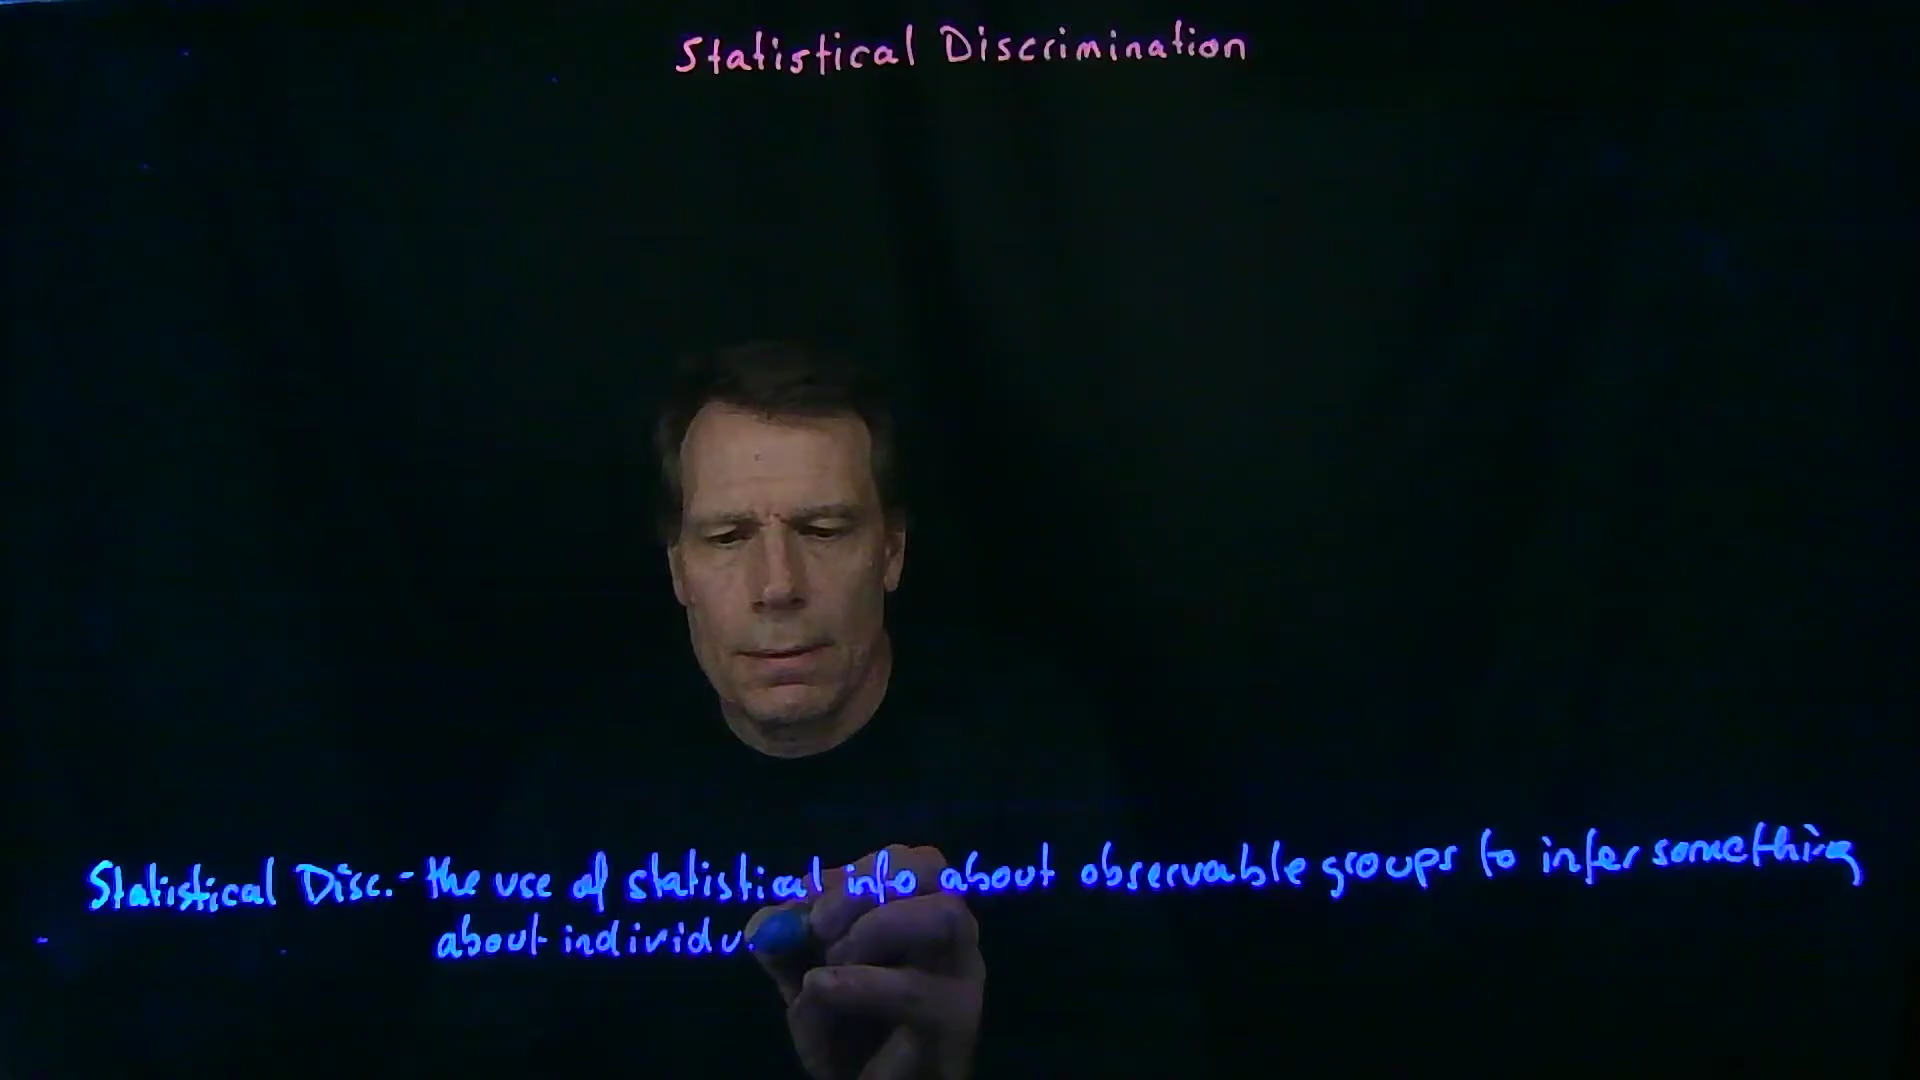 Statistical Discrimination
Statistical Disc. - the use of statistical info about observable groups to infer something
about individu